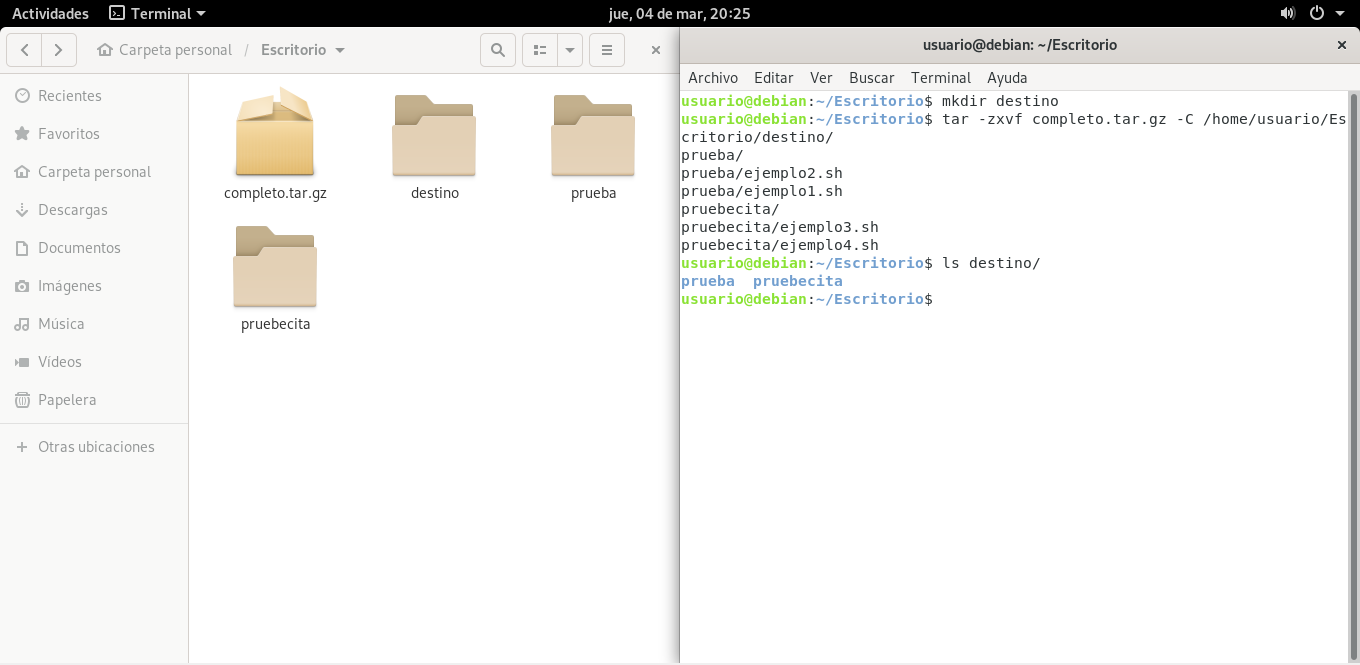 Actividades Terminal jue, 04 de mar, 20:25
Carpeta personal / Escritorio
Recientes
Favoritos
Carpeta personal
Descargas
Documentos
Imágenes
Música
Vídeos
Papelera
+ Otras ubicaciones
completo.tar.gz destino prueba
pruebecita
usuario@debian: ~/Escritorio
Archivo Editar Ver Buscar Terminal Ayuda
usuario@debian:~/Escritorio$ mkdir destino
usuario@debian:~/Escritorio$ tar -zxvf completo.tar.gz -C /home/usuario/Es
critorio/destino/
prueba/
prueba/ejemplo2.sh
prueba/ejemplo1.sh
pruebecita/
pruebecita/ejemplo3.sh
pruebecita/ejemplo4.sh
usuario@debian:~/Escritorio$ ls destino/
prueba  pruebecita
usuario@debian:~/Escritorio$